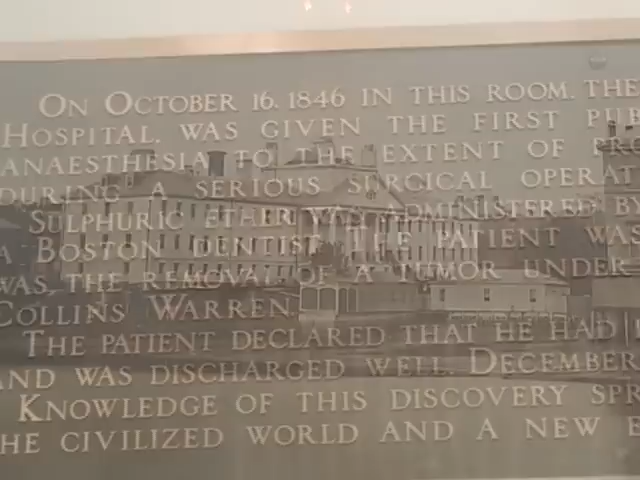 ON OCTOBER 16, 1846 IN THIS ROOM, THE
HOSPITAL, WAS GIVEN THE FIRST PUB
ANAESTHESIA TO THE EXTENT OF PRO
DURING A SERIOUS SURGICAL OPERAT
SULPHURIC ETHER WAS ADMINISTERED BY
A BOSTON DENTIST THE PATIENT WAS
WAS THE REMOVAL OF A TUMOR UNDER
COLLINS WARREN.
THE PATIENT DECLARED THAT HE HAD
AND WAS DISCHARGED WELL, DECEMBER
KNOWLEDGE OF THIS DISCOVERY SPR
HE CIVILIZED WORLD AND A NEW E